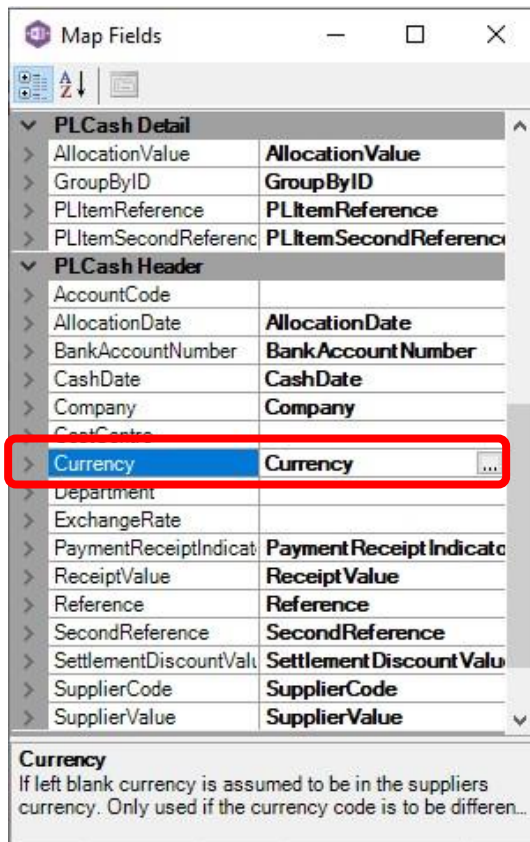 Map Fields
PLCash Detail
AllocationValue AllocationValue
GroupByID GroupByID
PLItemReference PLItemReference
PLItemSecondReferenc PLItemSecondReference
PLCash Header
AccountCode
AllocationDate AllocationDate
BankAccountNumber BankAccountNumber
CashDate CashDate
Company Company
CostCentre
Currency Currency ...
Department
ExchangeRate
PaymentReceiptIndicat PaymentReceiptIndicato
ReceiptValue ReceiptValue
Reference Reference
SecondReference SecondReference
SettlementDiscountValu SettlementDiscountValu
SupplierCode SupplierCode
SupplierValue SupplierValue
Currency
If left blank currency is assumed to be in the suppliers
currency. Only used if the currency code is to be differen...